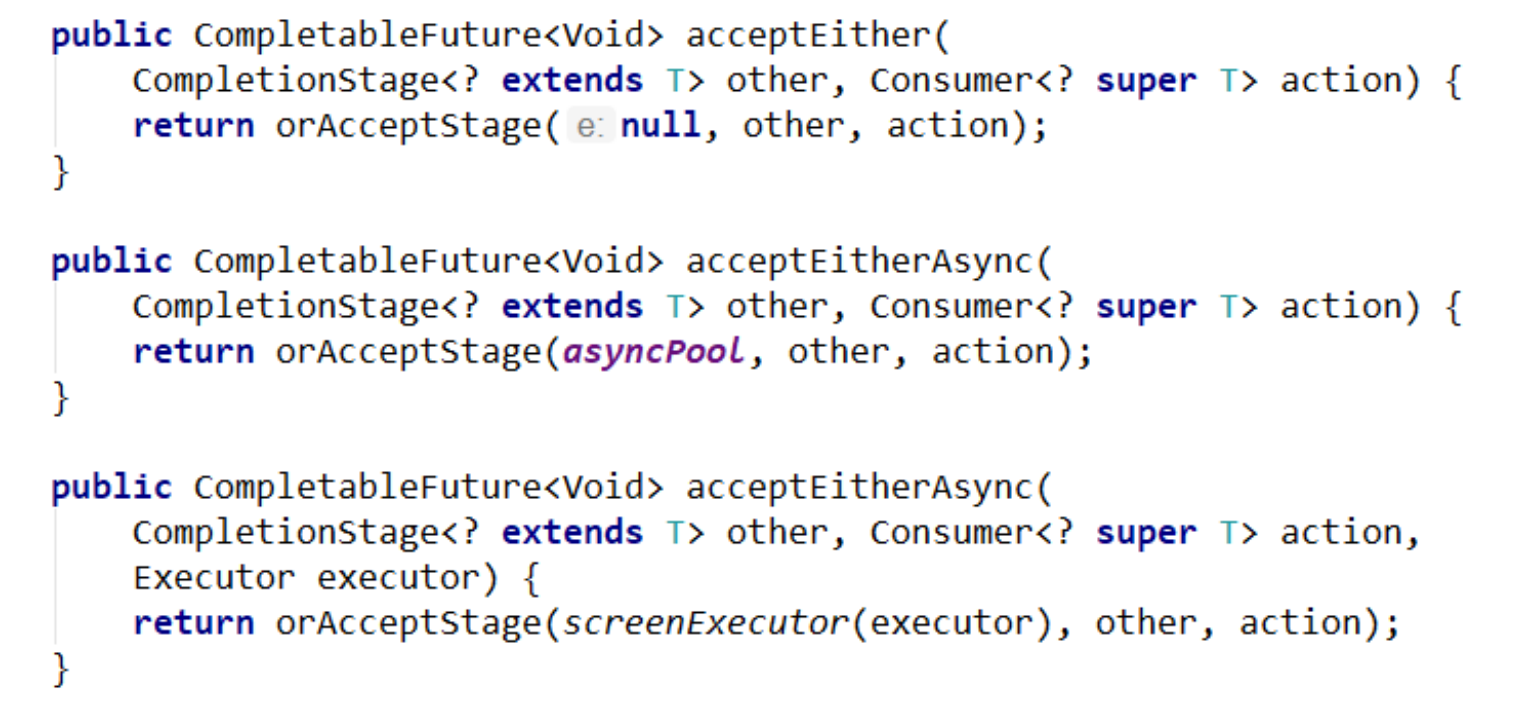 public CompletableFuture<Void> acceptEither(
    CompletionStage<? extends T> other, Consumer<? super T> action) {
    return orAcceptStage( e: null, other, action);
}

public CompletableFuture<Void> acceptEitherAsync(
    CompletionStage<? extends T> other, Consumer<? super T> action) {
    return orAcceptStage(asyncPool, other, action);
}

public CompletableFuture<Void> acceptEitherAsync(
    CompletionStage<? extends T> other, Consumer<? super T> action,
    Executor executor) {
    return orAcceptStage(screenExecutor(executor), other, action);
}